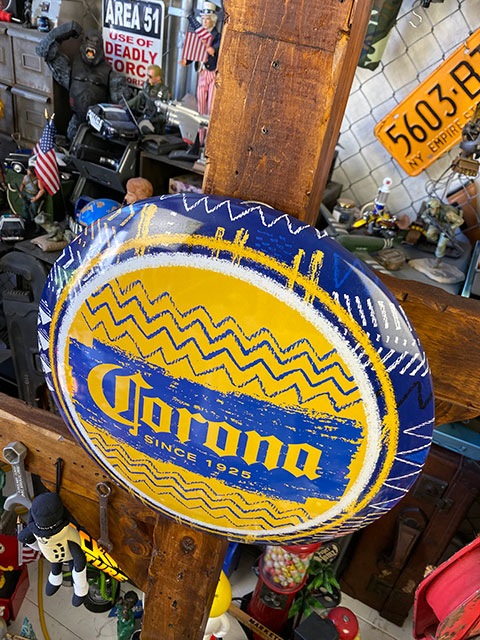 AREA 51
USE OF
DEADLY
FORCE
5603·B
NY EMPIRE S
Corona
SINCE 1925